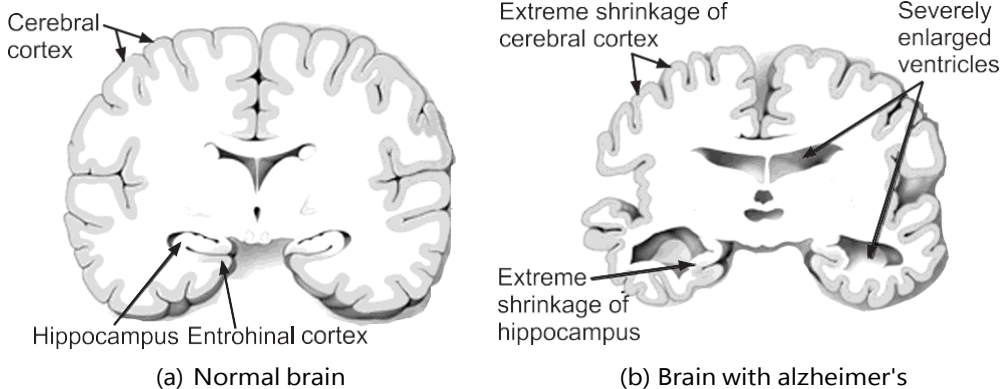 Cerebral
cortex
Hippocampus
Entrohinal cortex
(a) Normal brain
Extreme shrinkage of
cerebral cortex
Severely
enlarged
ventricles
Extreme
shrinkage of
hippocampus
(b) Brain with alzheimer's